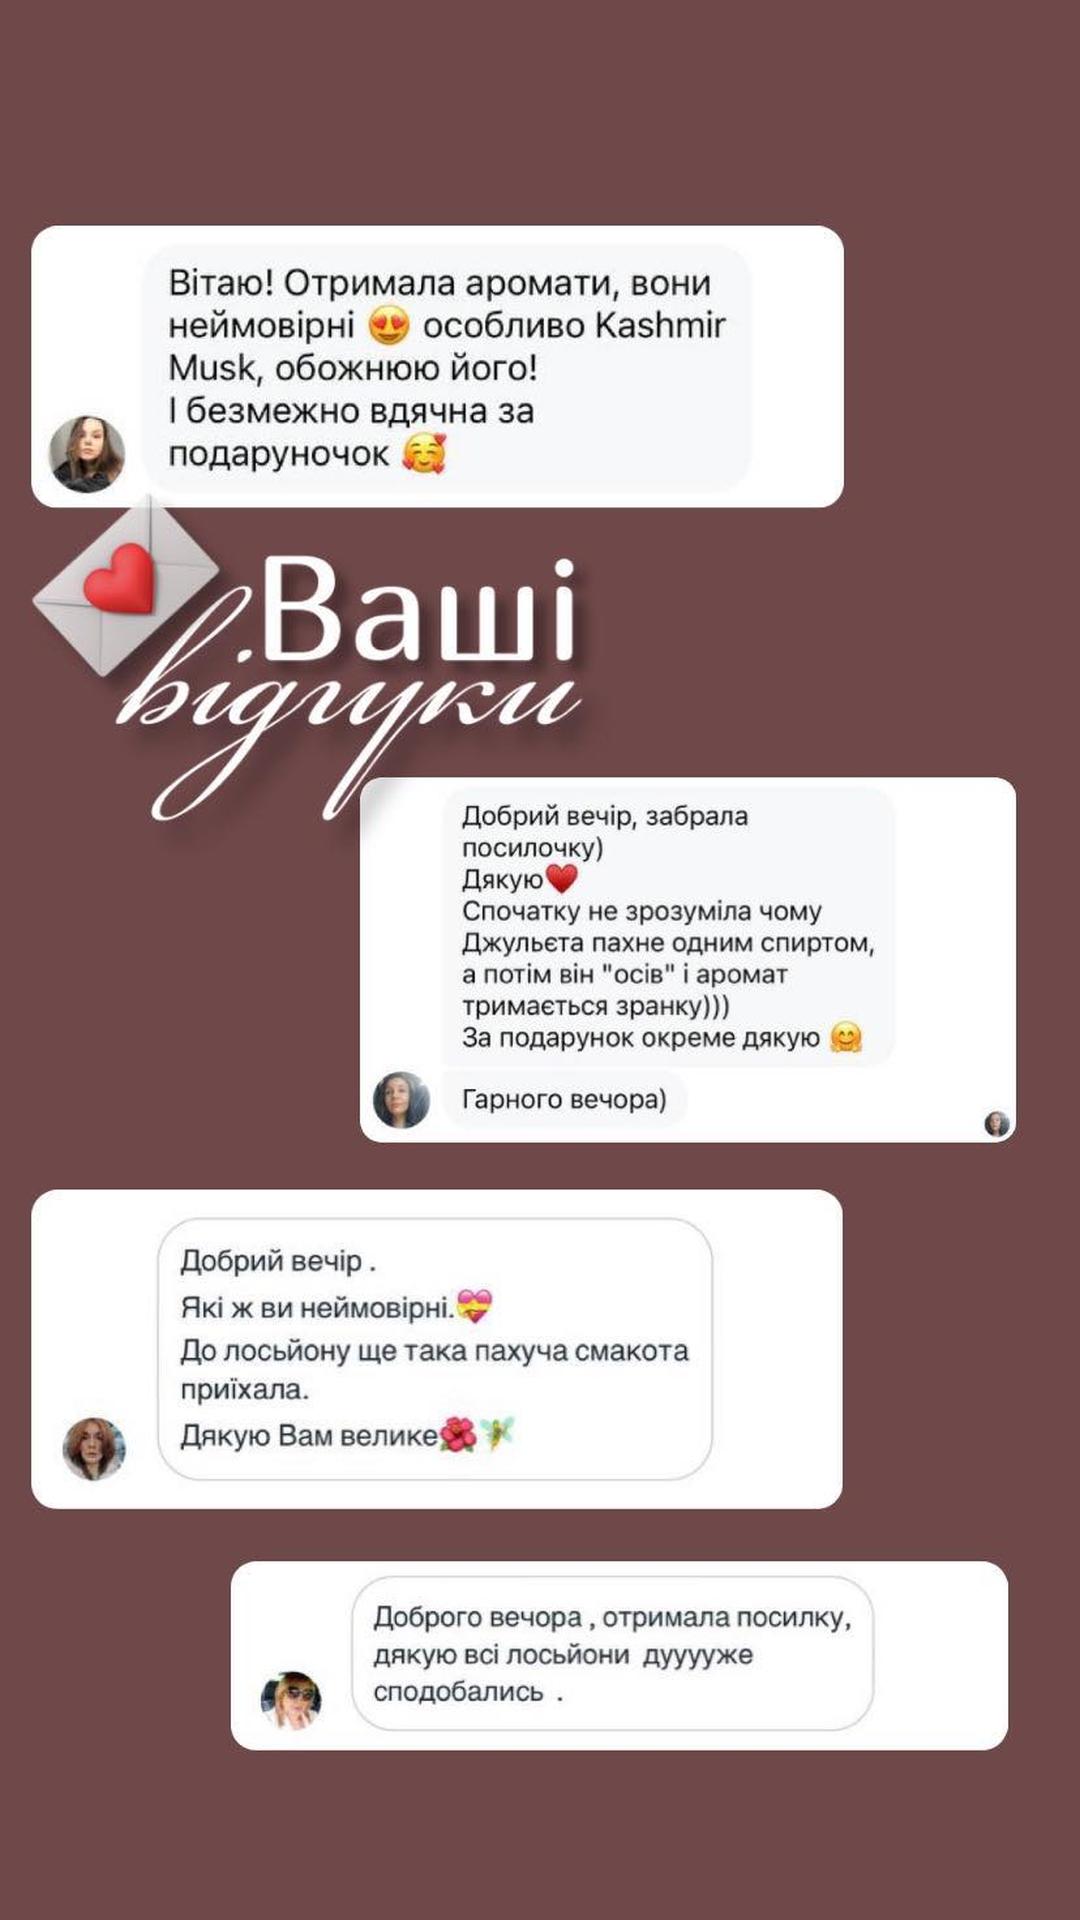 Вітаю! Отримала аромати, вони
неймовірні 😍 особливо Kashmir
Musk, обожнюю його!
І безмежно вдячна за
подаруночок 🥰
Ваші
відгуки
Добрий вечір, забрала
посилочку)
Дякую♥️
Спочатку не зрозуміла чому
Джульєта пахне одним спиртом,
а потім він "осів" і аромат
тримається зранку)))
За подарунок окреме дякую 🤗
Гарного вечора)
Добрий вечір .
Які ж ви неймовірні.💝
До лосьйону ще така пахуча смакота
приїхала.
Дякую Вам велике🌺🧚
Доброго вечора , отримала посилку,
дякую всі лосьйони  дууууже
сподобались  .